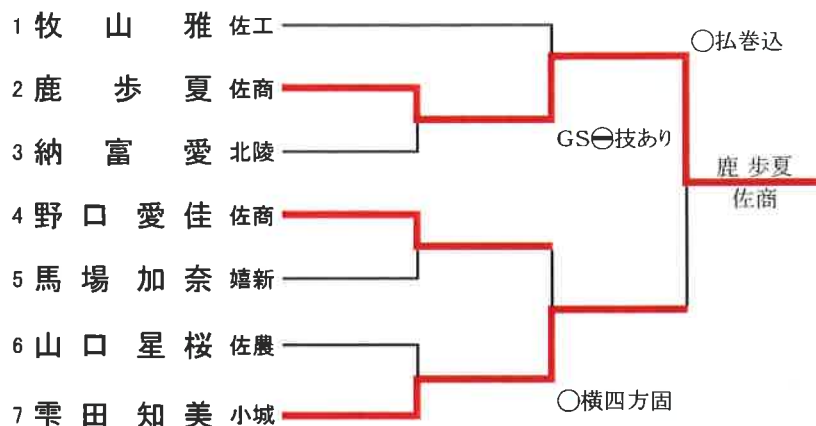 1 牧山 雅 佐工
2 鹿 歩夏 佐商
3 納富 愛 北陵
4 野口愛佳 佐商
5 馬場加奈 嬉新
6 山口星桜 佐農
7 雫田知美 小城
○払巻込
GS⊖技あり
鹿 歩夏
佐商
○横四方固